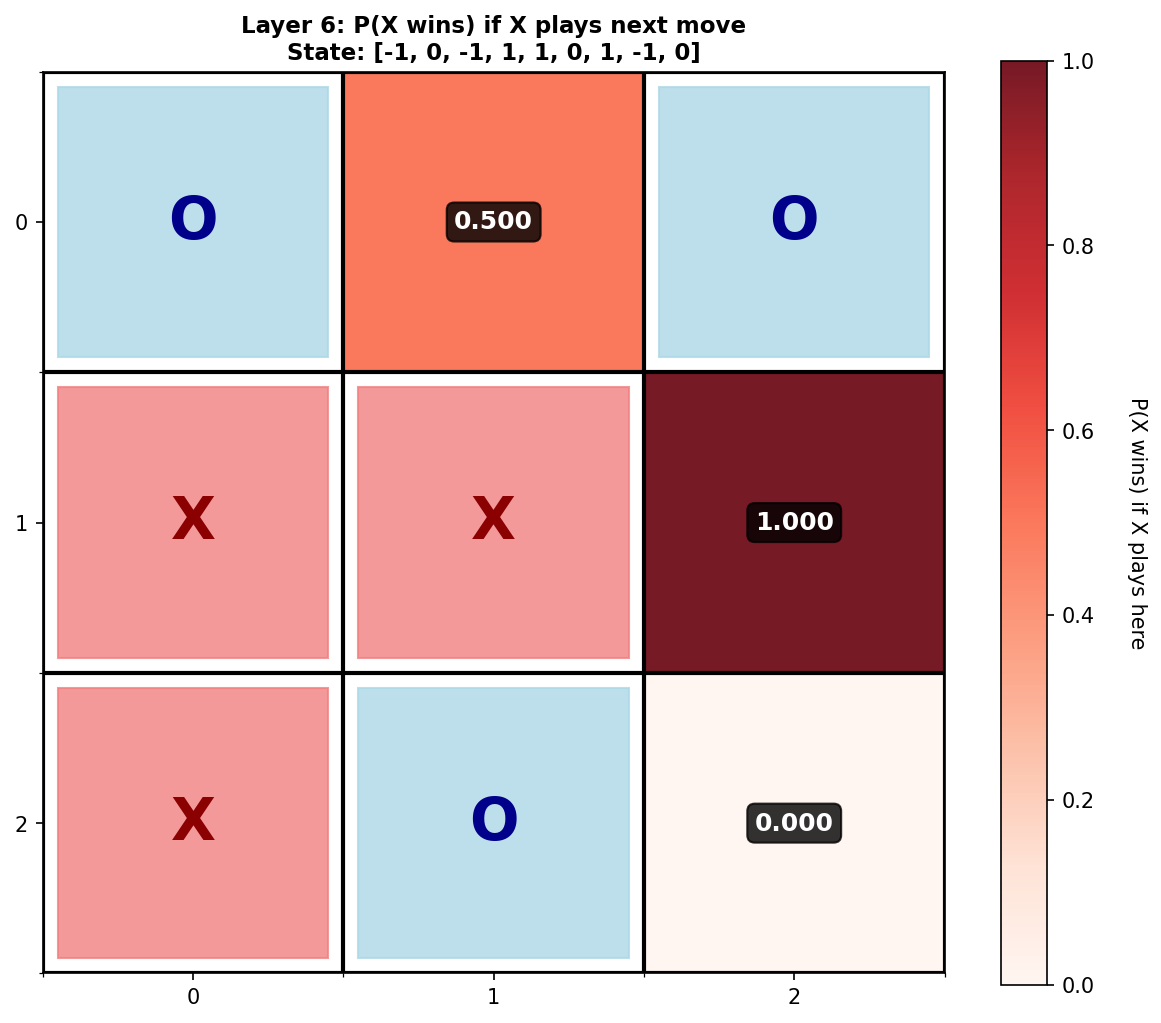 Layer 6: P(X wins) if X plays next move
State: [-1, 0, -1, 1, 1, 0, 1, -1, 0]
O
0.500
O
X
X
1.000
X
O
0.000
0
1
2
0
1
2
1.0
0.8
0.6
0.4
0.2
0.0
P(X wins) if X plays here